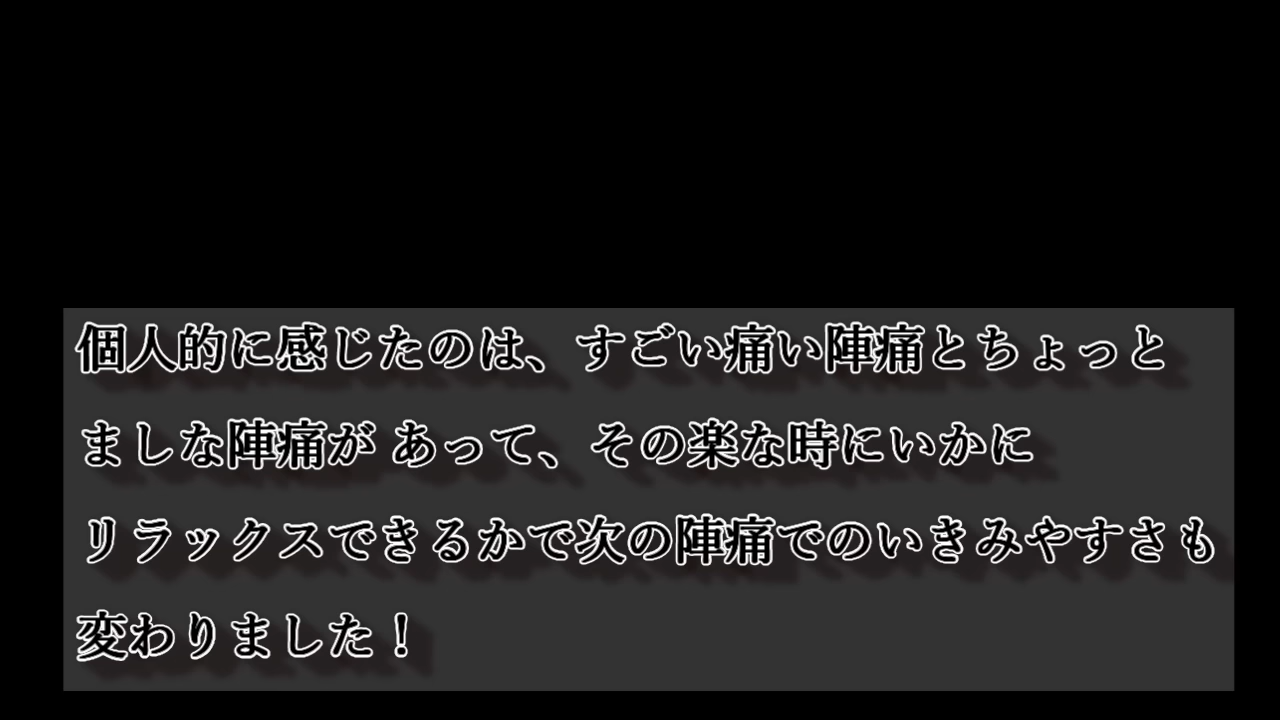 個人的に感じたのは、すごい痛い陣痛とちょっと
ましな陣痛が あって、その楽な時にいかに
リラックスできるかで次の陣痛でのいきみやすさも
変わりました！